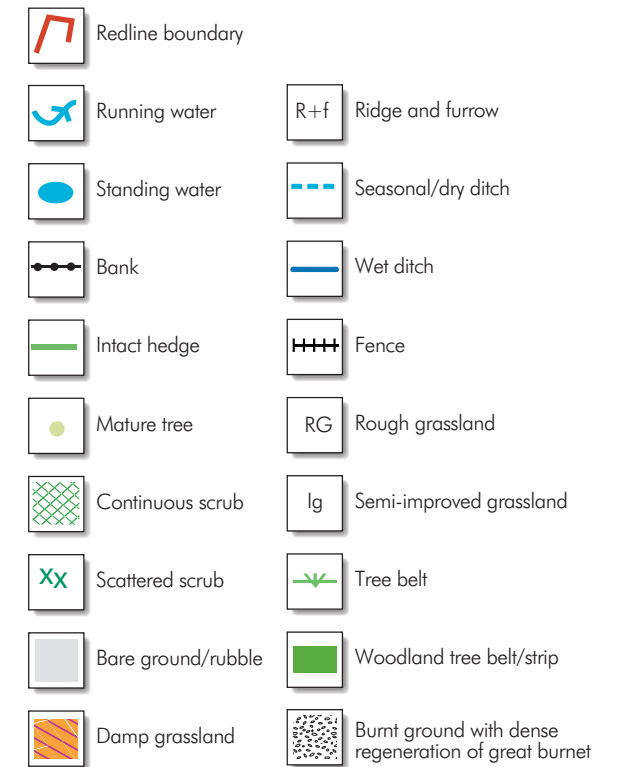 Redline boundary
Running water
R+f Ridge and furrow
Standing water
Seasonal/dry ditch
Bank
Wet ditch
Intact hedge
Fence
Mature tree
RG Rough grassland
Continuous scrub
Ig Semi-improved grassland
XX Scattered scrub
Tree belt
Bare ground/rubble
Woodland tree belt/strip
Damp grassland
Burnt ground with dense
regeneration of great burnet